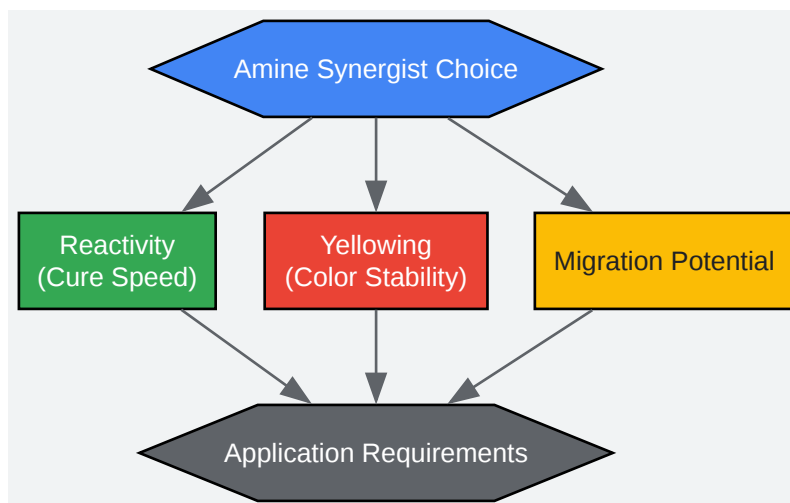 Amine Synergist Choice
Reactivity
(Cure Speed)
Yellowing
(Color Stability)
Migration Potential
Application Requirements